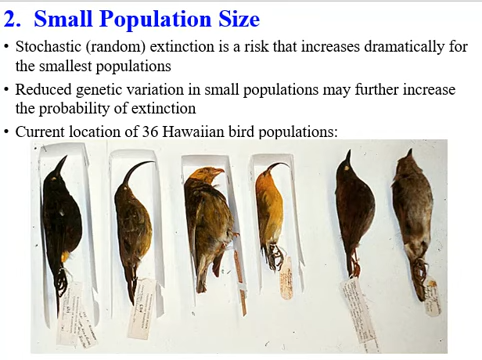 2. Small Population Size
• Stochastic (random) extinction is a risk that increases dramatically for
the smallest populations
• Reduced genetic variation in small populations may further increase
the probability of extinction
• Current location of 36 Hawaiian bird populations: